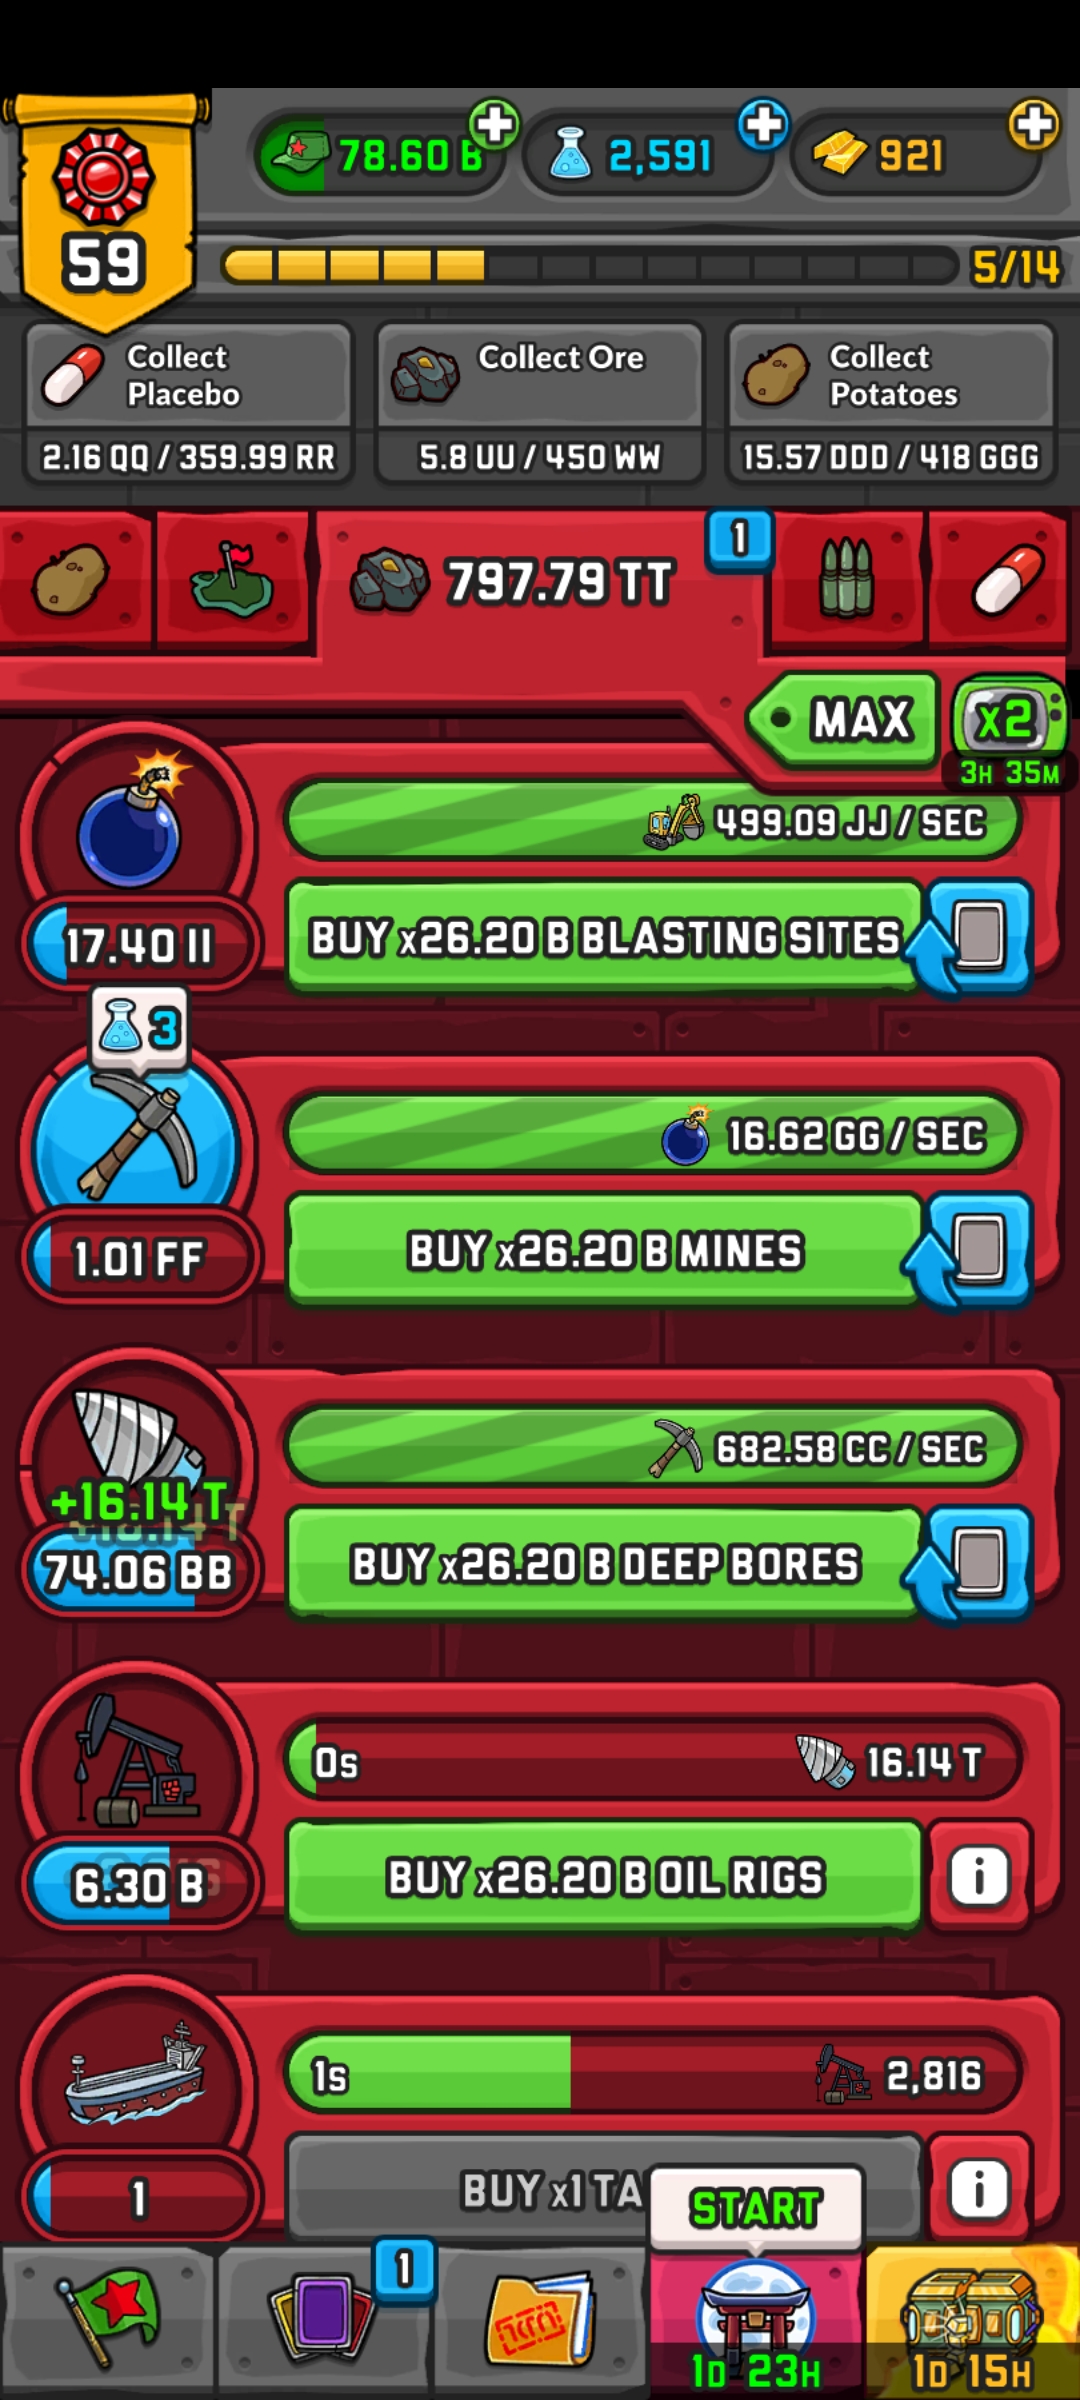 78.60 B
2,591
921
59
5/14
Collect
Placebo
2.16 QQ / 359.99 RR
Collect Ore
5.8 UU / 450 WW
Collect
Potatoes
15.57 DDD / 418 GGG
797.79 TT
1
MAX
x2
3H 35M
499.09 JJ / SEC
17.40 II
BUY x26.20 B BLASTING SITES
3
16.62 GG / SEC
1.01 FF
BUY x26.20 B MINES
682.58 CC / SEC
+16.14 T
74.06 BB
BUY x26.20 B DEEP BORES
0s
16.14 T
6.30 B
BUY x26.20 B OIL RIGS
i
1s
2,816
1
BUY x1 TA
i
START
1
1D 23H
1D 15H